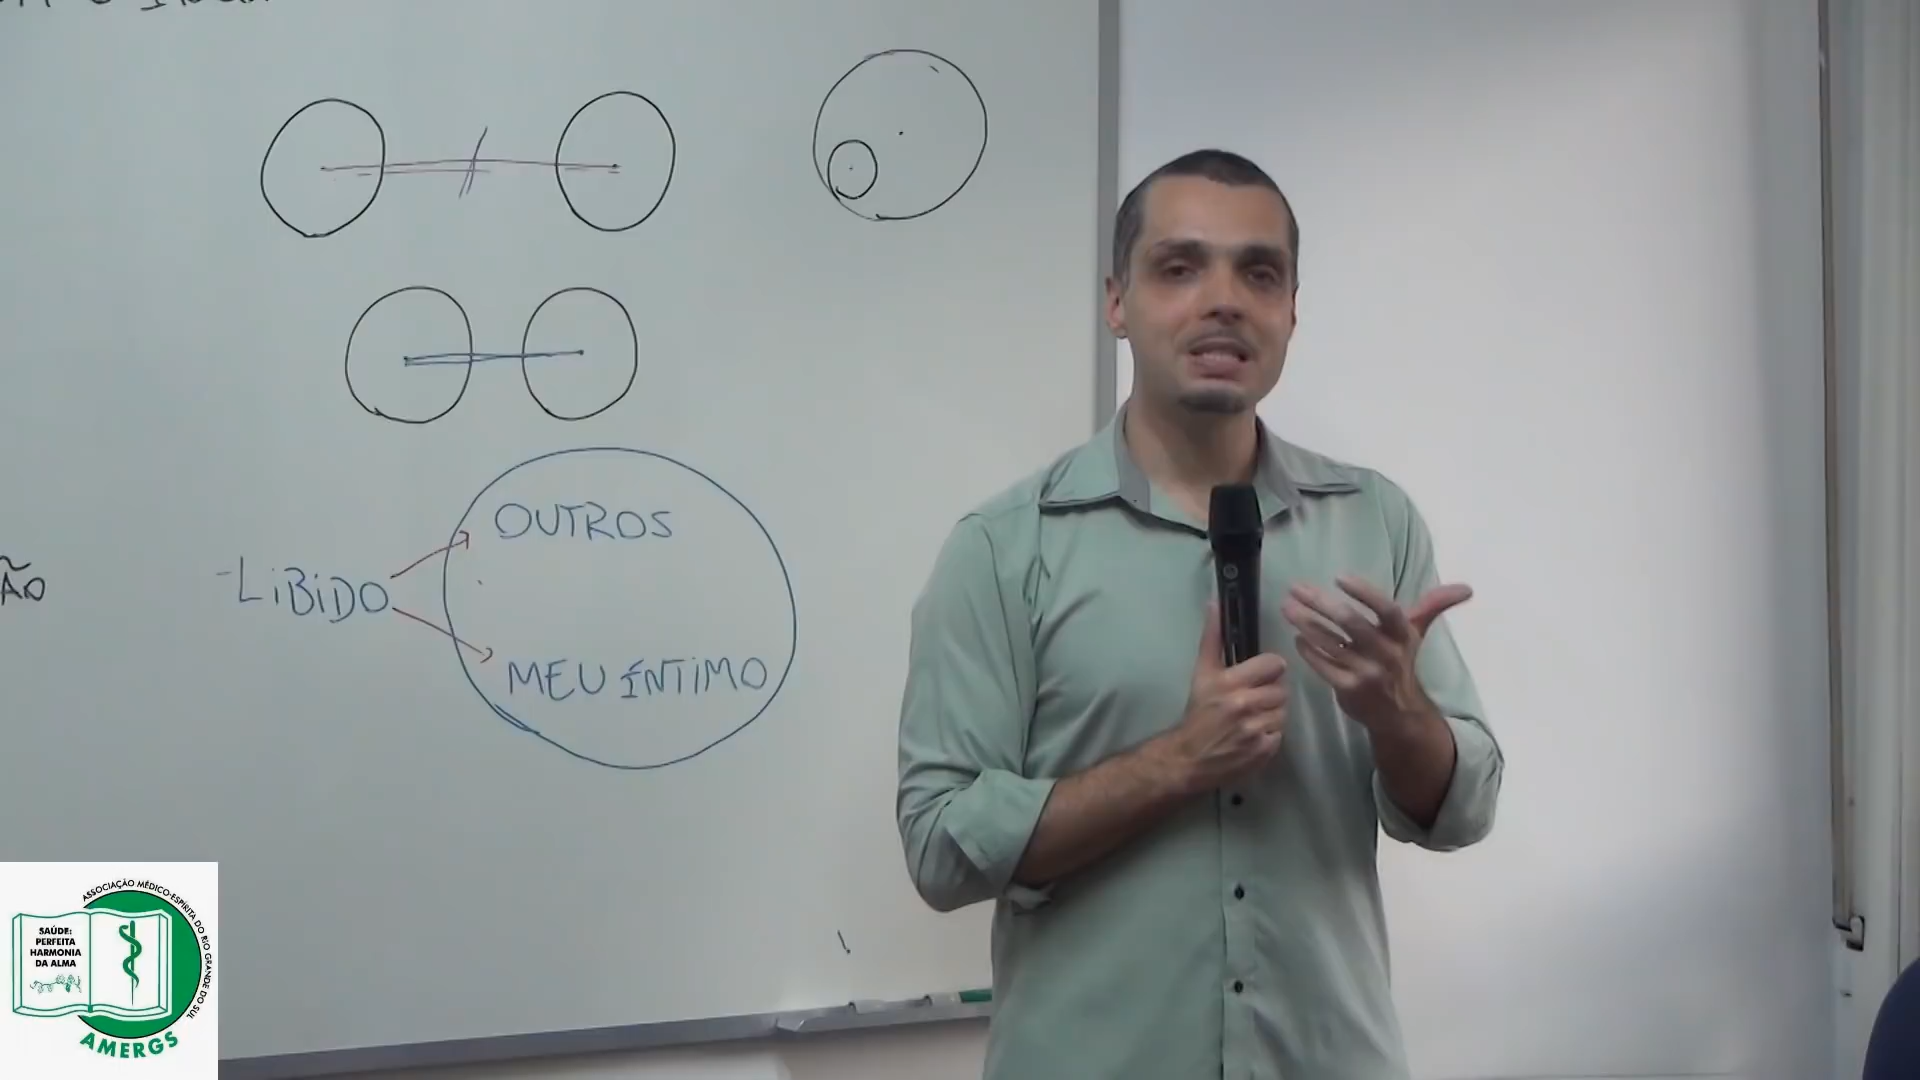 OUTROS
ÃO
-LIBIDO
MEU ÍNTIMO
ASSOCIAÇÃO MÉDICO-ESPÍRITA DO RIO GRANDE DO SUL
SAÚDE:
PERFEITA
HARMONIA
DA ALMA
AMERGS